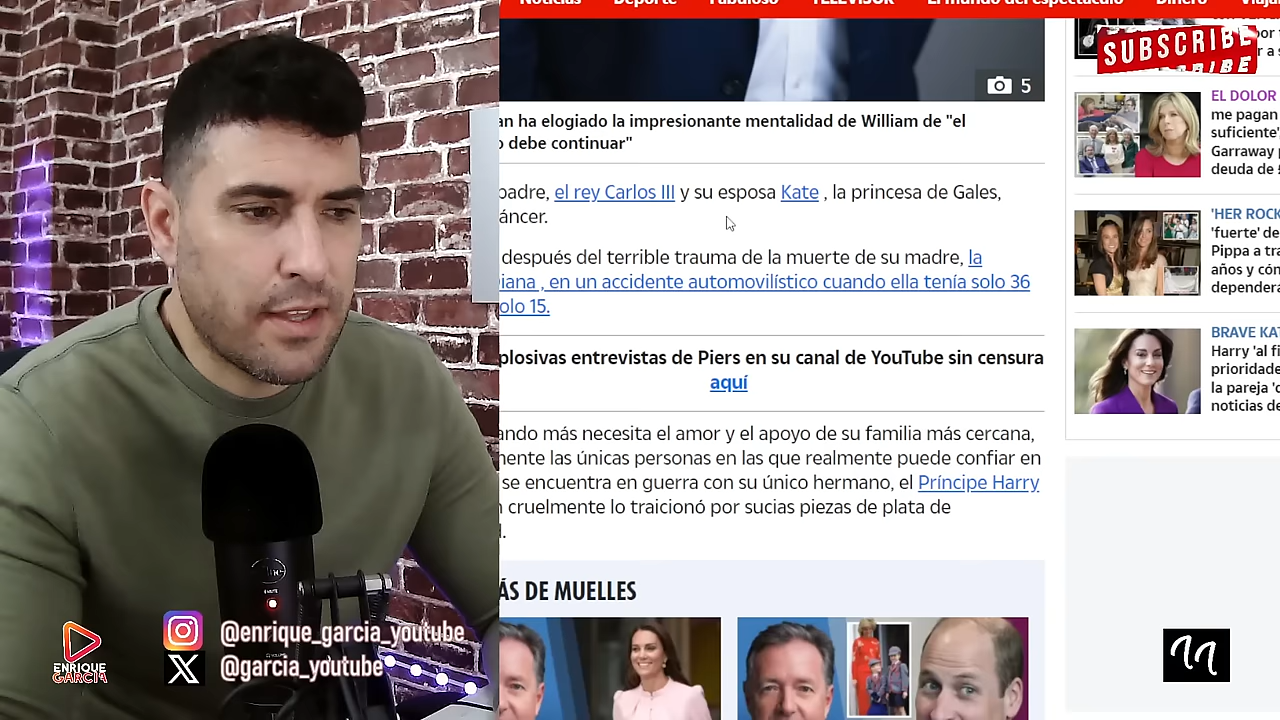 Noticias Deporte Fabuloso TELEVISOR El mundo del espectáculo Dinero
SUBSCRIBE
5
an ha elogiado la impresionante mentalidad de William de "el
o debe continuar"
padre, el rey Carlos III y su esposa Kate , la princesa de Gales,
áncer.
después del terrible trauma de la muerte de su madre, la
iana , en un accidente automovilístico cuando ella tenía solo 36
olo 15.
plosivas entrevistas de Piers en su canal de YouTube sin censura
aquí
ando más necesita el amor y el apoyo de su familia más cercana,
ente las únicas personas en las que realmente puede confiar en
se encuentra en guerra con su único hermano, el Príncipe Harry
cruelmente lo traicionó por sucias piezas de plata de
ÁS DE MUELLES
EL DOLOR
me pagan
suficiente'
Garraway
deuda de
'HER ROCK
'fuerte' de
Pippa a tra
años y cón
dependera
BRAVE KAT
Harry 'al fi
prioridade
la pareja 'c
noticias de
ENRIQUE
GARCIA
@enrique_garcia_youtube
@garcia_youtube